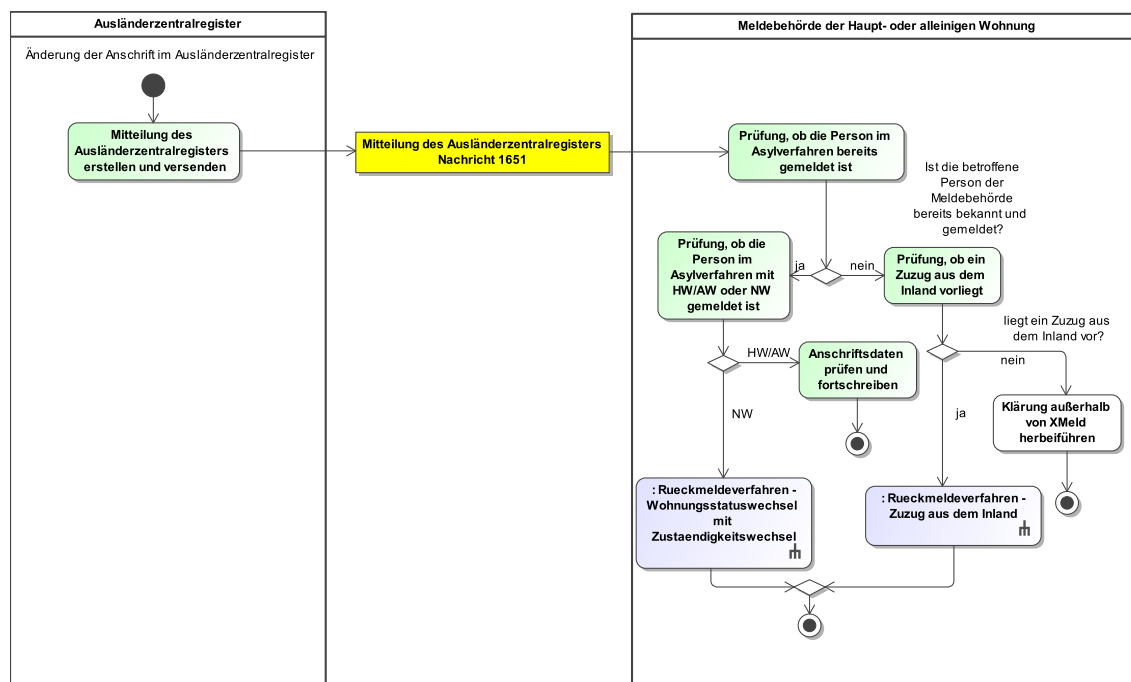 Ausländerzentralregister
Änderung der Anschrift im Ausländerzentralregister
Mitteilung des
Ausländerzentralregisters
erstellen und versenden
Mitteilung des Ausländerzentralregisters
Nachricht 1651
Meldebehörde der Haupt- oder alleinigen Wohnung
Prüfung, ob die Person im
Asylverfahren bereits
gemeldet ist
Ist die betroffene
Person der
Meldebehörde
bereits bekannt und
gemeldet?
ja
nein
Prüfung, ob die
Person im
Asylverfahren mit
HW/AW oder NW
gemeldet ist
Prüfung, ob ein
Zuzug aus dem
Inland vorliegt
HW/AW
Anschriftsdaten
prüfen und
fortschreiben
NW
liegt ein Zuzug aus
dem Inland vor?
nein
ja
Klärung außerhalb
von XMeld
herbeiführen
: Rueckmeldeverfahren -
Wohnungsstatuswechsel
mit
Zustaendigkeitswechsel
: Rueckmeldeverfahren -
Zuzug aus dem Inland